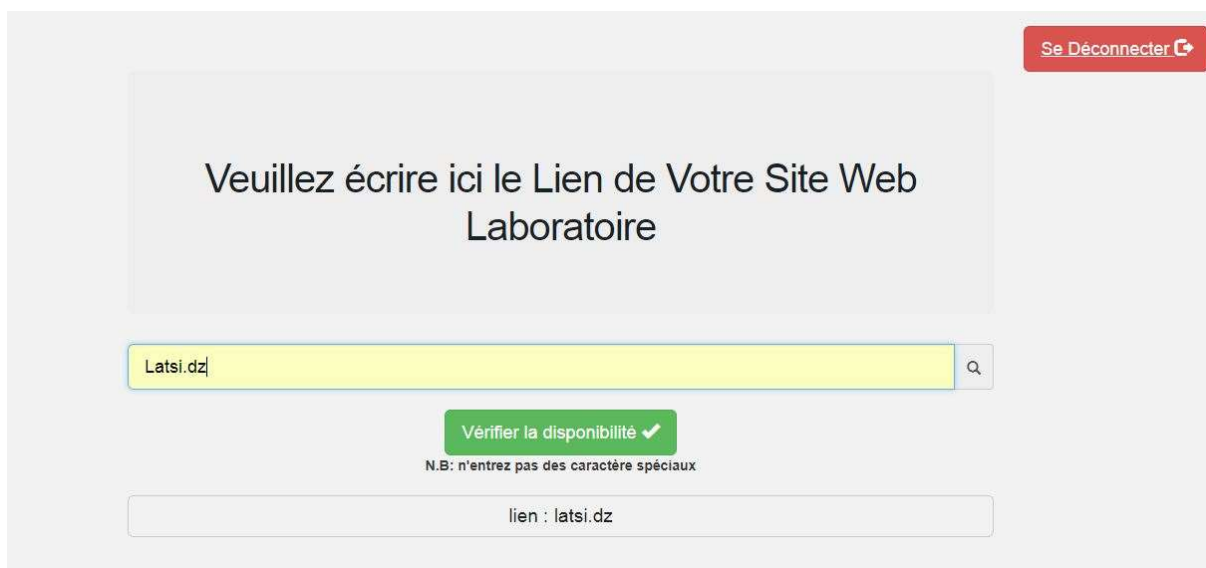 Se Déconnecter
Veuillez écrire ici le Lien de Votre Site Web
Laboratoire
Latsi.dz
Vérifier la disponibilité
N.B: n'entrez pas des caractère spéciaux
lien : latsi.dz